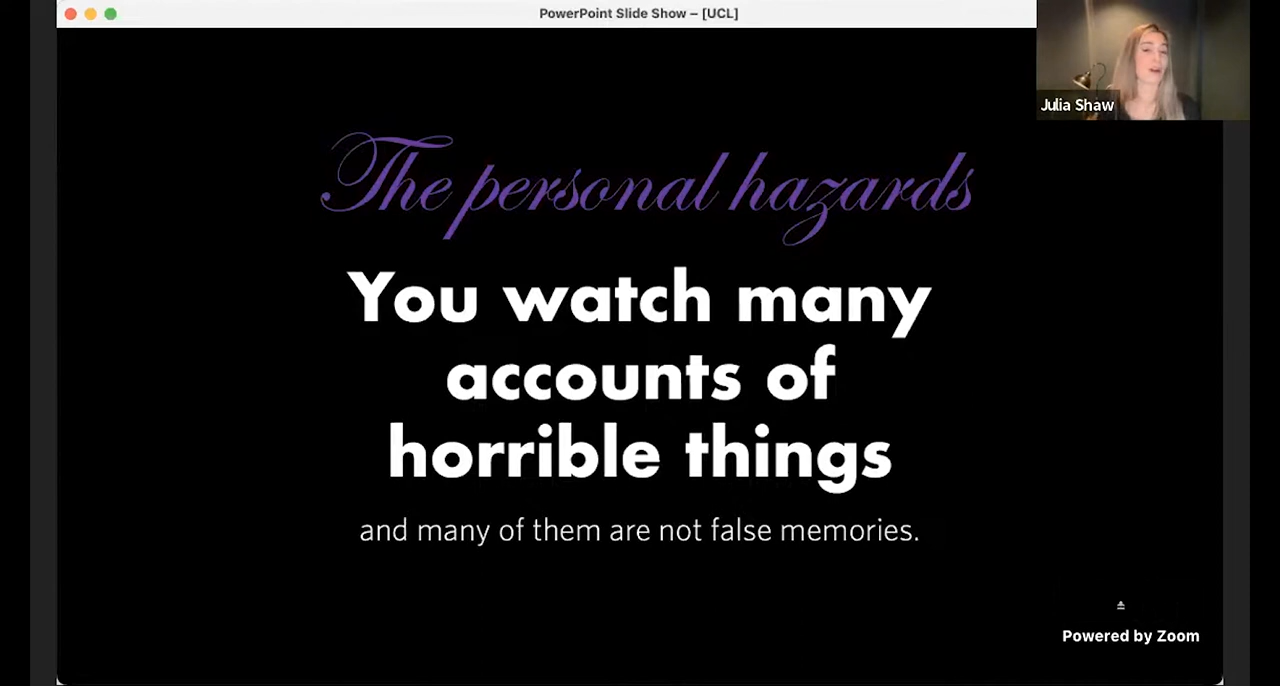 PowerPoint Slide Show – [UCL]
Julia Shaw
The personal hazards
You watch many
accounts of
horrible things
and many of them are not false memories.
Powered by Zoom